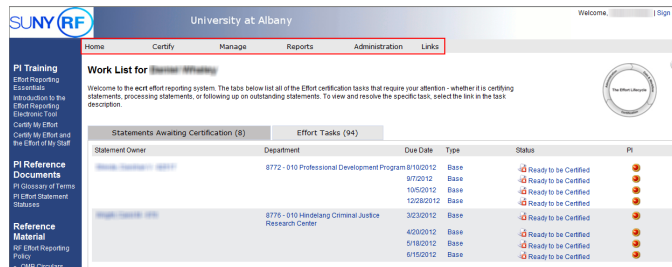 SUNY RF
University at Albany
Welcome, | Sign
Home Certify Manage Reports Administration Links
PI Training
Effort Reporting
Essentials
Introduction to the
Effort Reporting
Electronic Tool
Certify My Effort
Certify My Effort and
the Effort of My Staff
PI Reference
Documents
PI Glossary of Terms
PI Effort Statement
Statuses
Reference
Material
RF Effort Reporting
Policy
OMB Circulars
Work List for
Welcome to the ecrt effort reporting system. The tabs below list all of the Effort certification tasks that require your attention - whether it is certifying
statements, processing statements, or following up on outstanding statements. To view and resolve the specific task, select the link in the task
description.
The Effort Lifecycle
Statements Awaiting Certification (8) Effort Tasks (94)
Statement Owner Department Due Date Type Status PI
8772 - 010 Professional Development Program 8/10/2012 Base Ready to be Certified
9/7/2012 Base Ready to be Certified
10/5/2012 Base Ready to be Certified
12/28/2012 Base Ready to be Certified
8776 - 010 Hindelang Criminal Justice 3/23/2012 Base Ready to be Certified
Research Center
4/20/2012 Base Ready to be Certified
5/18/2012 Base Ready to be Certified
6/15/2012 Base Ready to be Certified